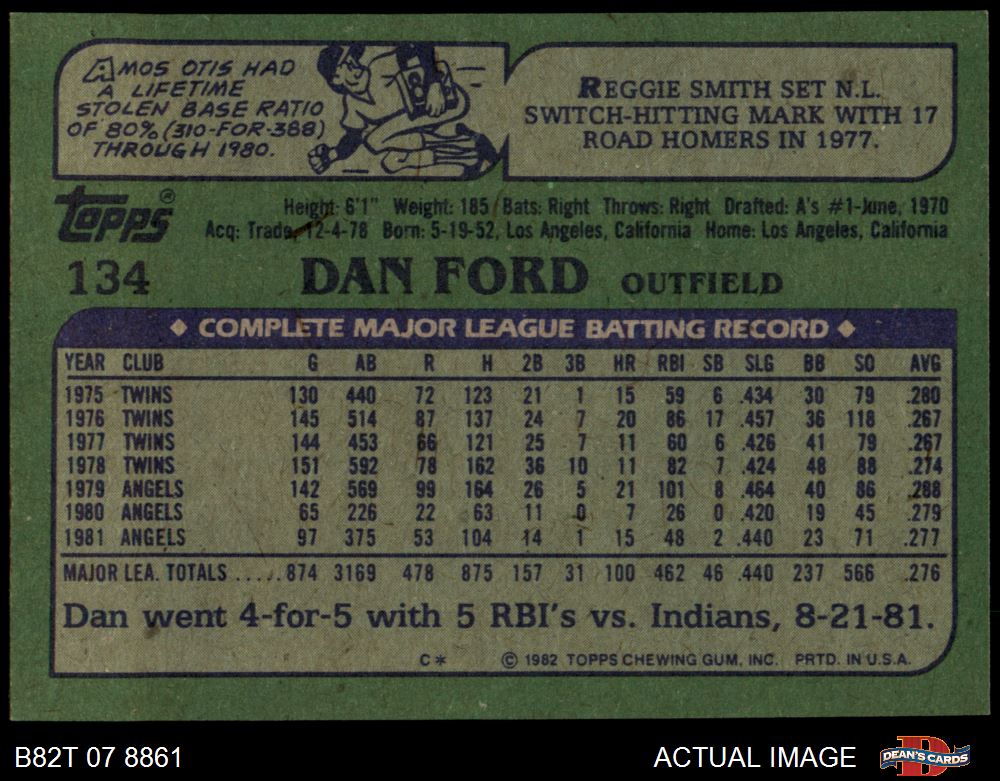 AMOS OTIS HAD
A LIFETIME
STOLEN BASE RATIO
OF 80% (310-FOR-388)
THROUGH 1980.
REGGIE SMITH SET N.L.
SWITCH-HITTING MARK WITH 17
ROAD HOMERS IN 1977.
Topps®
Height: 6'1" Weight: 185 Bats: Right Throws: Right Drafted: A's #1-June, 1970
Acq: Trade, 12-4-78 Born: 5-19-52, Los Angeles, California Home: Los Angeles, California
134 DAN FORD OUTFIELD
◆ COMPLETE MAJOR LEAGUE BATTING RECORD ◆
YEAR CLUB G AB R H 2B 3B HR RBI SB SLG BB SO AVG
1975 TWINS 130 440 72 123 21 1 15 59 6 .434 30 79 .280
1976 TWINS 145 514 87 137 24 7 20 86 17 .457 36 118 .267
1977 TWINS 144 453 66 121 25 7 11 60 6 .426 41 79 .267
1978 TWINS 151 592 78 162 36 10 11 82 7 .424 48 88 .274
1979 ANGELS 142 569 99 164 26 5 21 101 8 .464 40 86 .288
1980 ANGELS 65 226 22 63 11 0 7 26 0 .420 19 45 .279
1981 ANGELS 97 375 53 104 14 1 15 48 2 .440 23 71 .277
MAJOR LEA. TOTALS .....874 3169 478 875 157 31 100 462 46 .440 237 566 .276
Dan went 4-for-5 with 5 RBI's vs. Indians, 8-21-81.
C* © 1982 TOPPS CHEWING GUM, INC. PRTD. IN U.S.A.
B82T 07 8861 ACTUAL IMAGE D DEAN'S CARDS